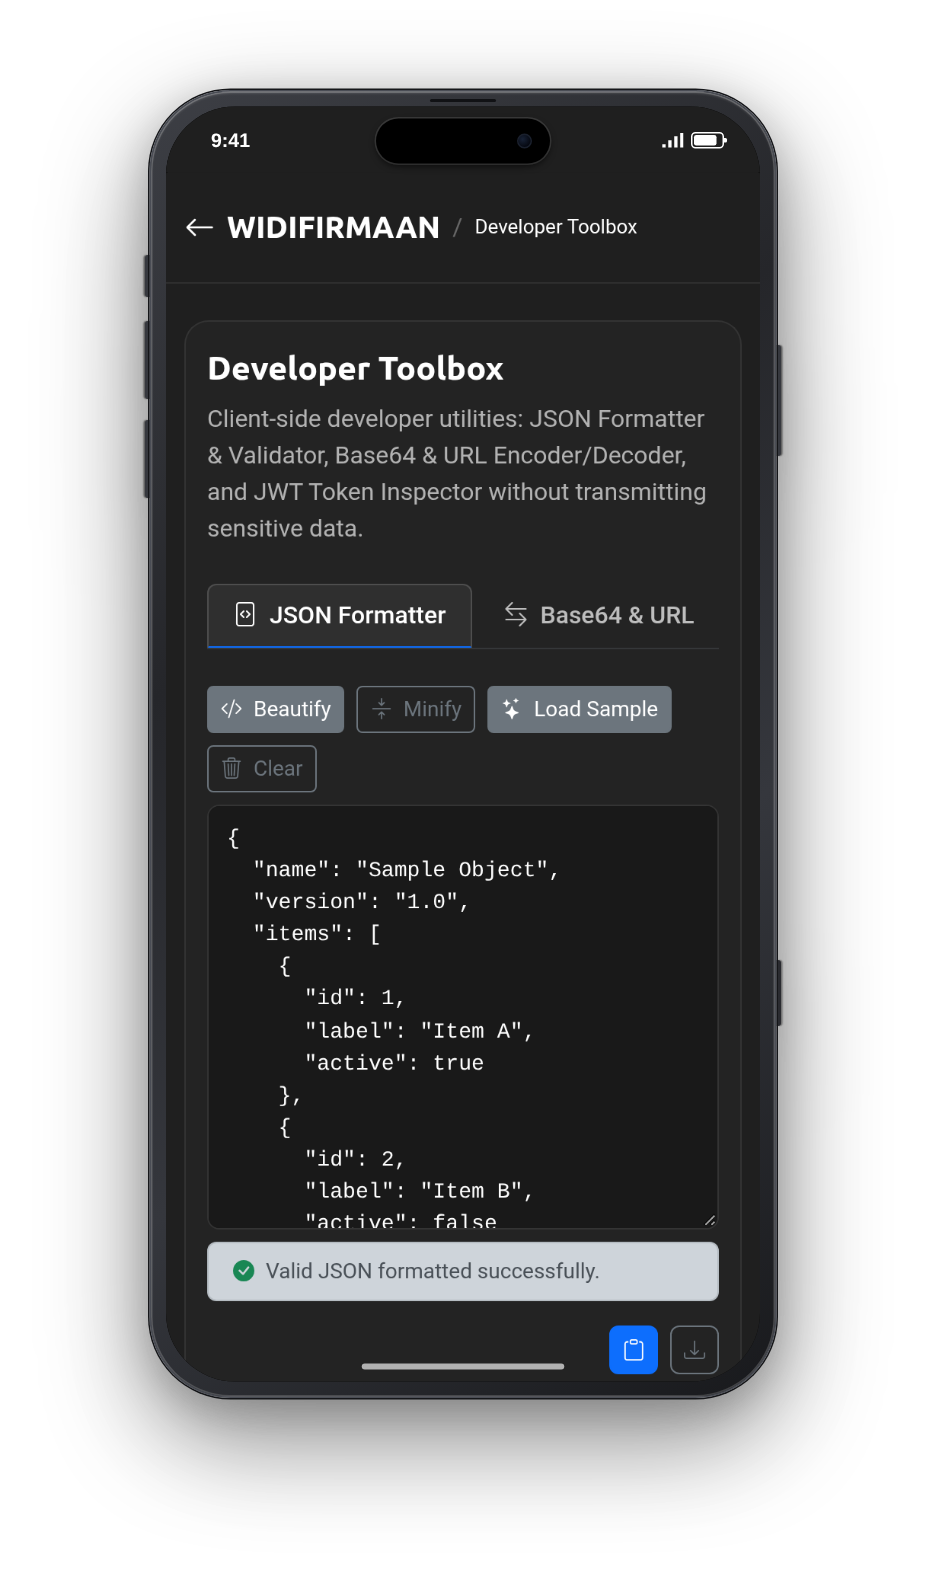 9:41
WIDIFIRMAAN / Developer Toolbox
Developer Toolbox
Client-side developer utilities: JSON Formatter
& Validator, Base64 & URL Encoder/Decoder,
and JWT Token Inspector without transmitting
sensitive data.
JSON Formatter Base64 & URL
Beautify Minify Load Sample
Clear
{
  "name": "Sample Object",
  "version": "1.0",
  "items": [
    {
      "id": 1,
      "label": "Item A",
      "active": true
    },
    {
      "id": 2,
      "label": "Item B",
      "active": false
Valid JSON formatted successfully.